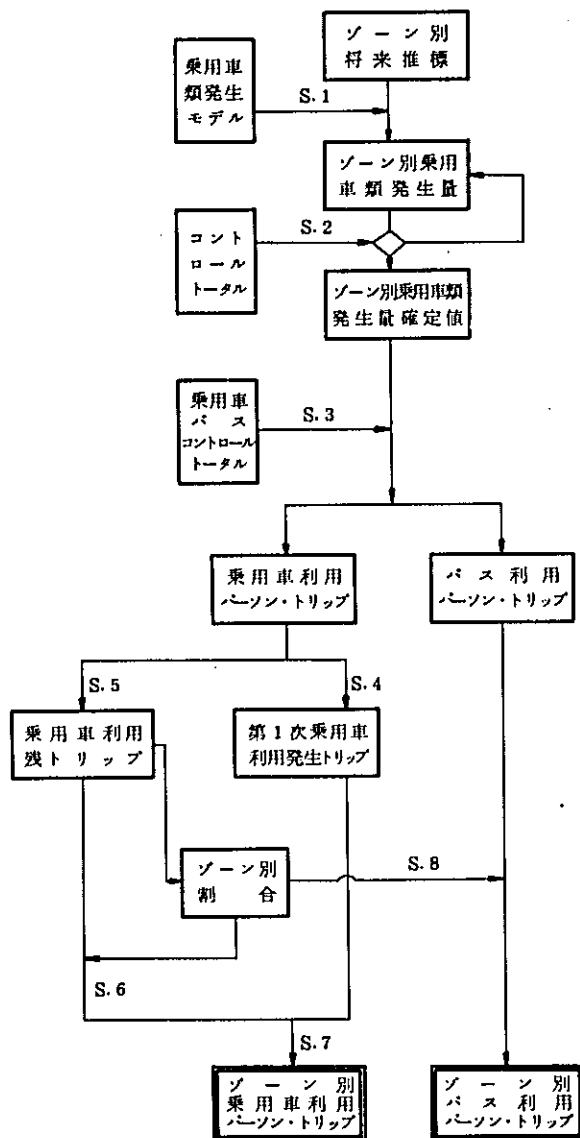 ゾーン別
将来推標
乗用車
類発生
モデル
S.1
ゾーン別乗用
車類発生量
コント
ロール
トータル
S.2
ゾーン別乗用車類
発生量確定値
乗用車
バス
コントロール
トータル
S.3
乗用車利用
パーソン・トリップ
バス利用
パーソン・トリップ
S.5
S.4
乗用車利用
残トリップ
第1次乗用車
利用発生トリップ
ゾーン別
割合
S.8
S.6
S.7
ゾーン別
乗用車利用
パーソン・トリップ
ゾーン別
バス利用
パーソン・トリップ